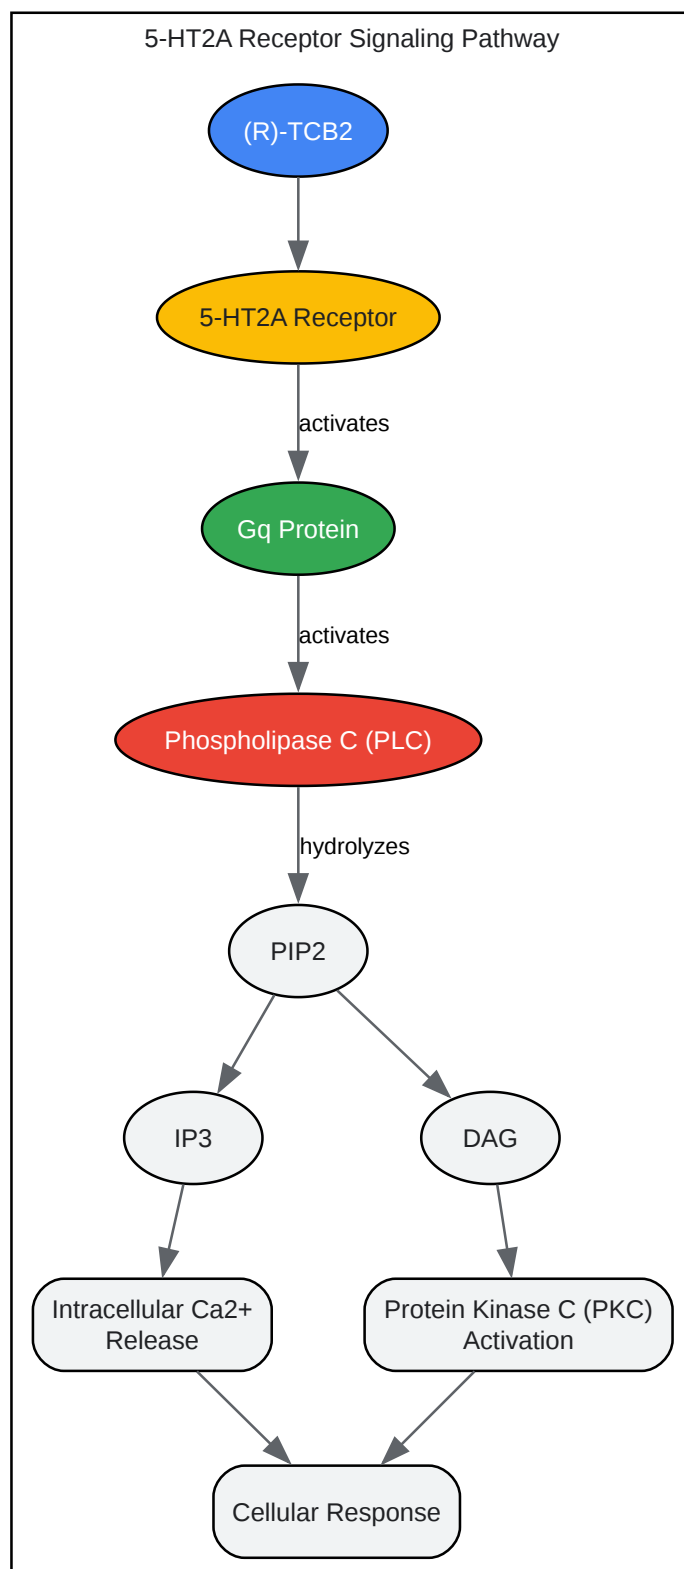 5-HT2A Receptor Signaling Pathway
(R)-TCB2
5-HT2A Receptor
activates
Gq Protein
activates
Phospholipase C (PLC)
hydrolyzes
PIP2
IP3
DAG
Intracellular Ca2+
Release
Protein Kinase C (PKC)
Activation
Cellular Response